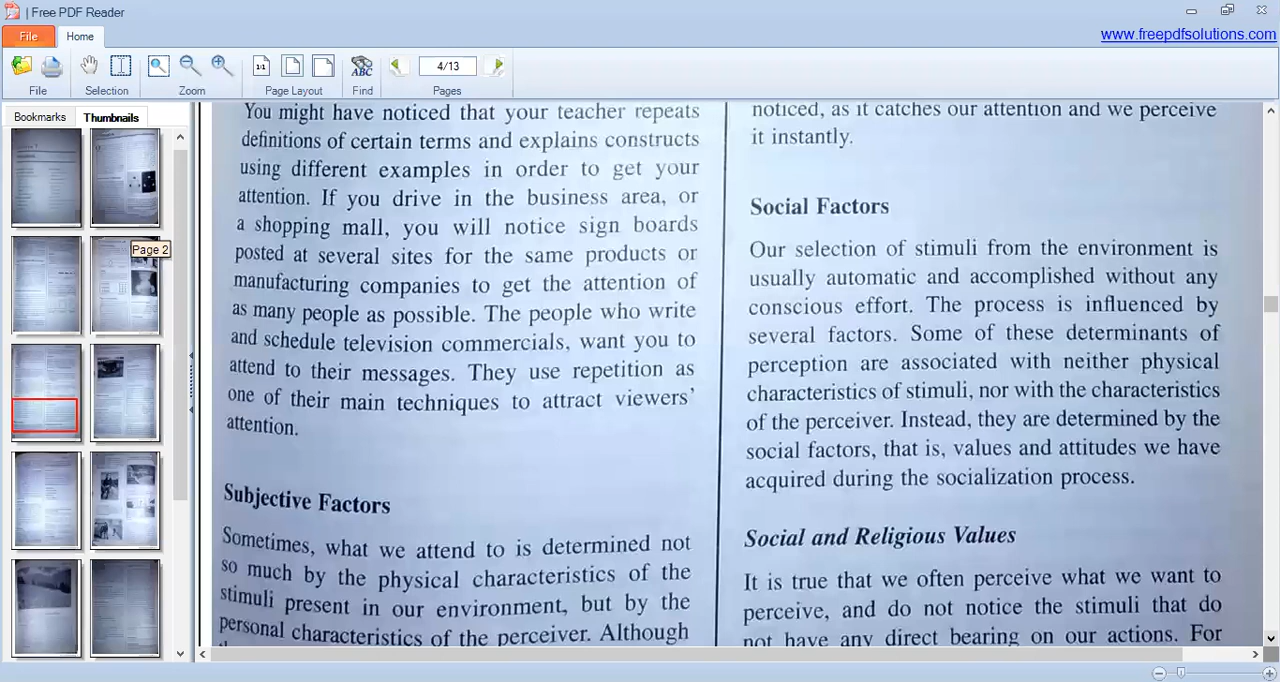 | Free PDF Reader
File
Home
www.freepdfsolutions.com
1:1
ABC
4/13
File
Selection
Zoom
Page Layout
Find
Pages
Bookmarks
Thumbnails
Page 2
You might have noticed that your teacher repeats
definitions of certain terms and explains constructs
using different examples in order to get your
attention. If you drive in the business area, or
a shopping mall, you will notice sign boards
posted at several sites for the same products or
manufacturing companies to get the attention of
as many people as possible. The people who write
and schedule television commercials, want you to
attend to their messages. They use repetition as
one of their main techniques to attract viewers'
attention.
Subjective Factors
Sometimes, what we attend to is determined not
so much by the physical characteristics of the
stimuli present in our environment, but by the
personal characteristics of the perceiver. Although
noticed, as it catches our attention and we perceive
it instantly.
Social Factors
Our selection of stimuli from the environment is
usually automatic and accomplished without any
conscious effort. The process is influenced by
several factors. Some of these determinants of
perception are associated with neither physical
characteristics of stimuli, nor with the characteristics
of the perceiver. Instead, they are determined by the
social factors, that is, values and attitudes we have
acquired during the socialization process.
Social and Religious Values
It is true that we often perceive what we want to
perceive, and do not notice the stimuli that do
not have any direct bearing on our actions. For